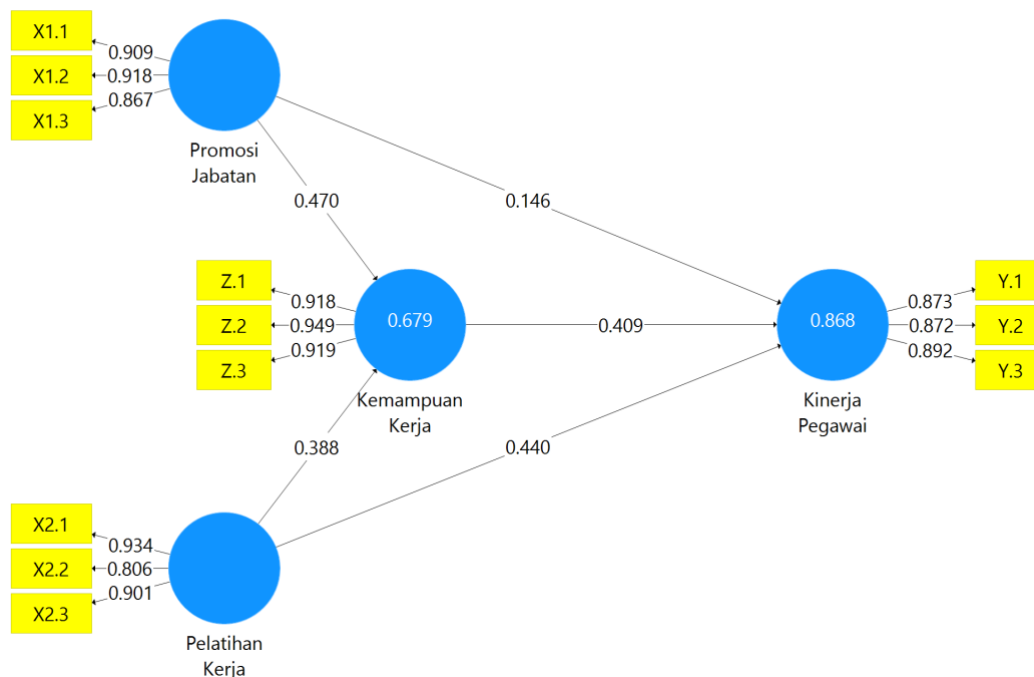 X1.1
0.909
X1.2
0.918
X1.3
0.867
Promosi
Jabatan
0.470
0.146
Z.1
0.918
Z.2
0.949
Z.3
0.919
0.679
Kemampuan
Kerja
0.409
0.868
Kinerja
Pegawai
0.873
Y.1
0.872
Y.2
0.892
Y.3
0.388
0.440
X2.1
0.934
X2.2
0.806
X2.3
0.901
Pelatihan
Kerja